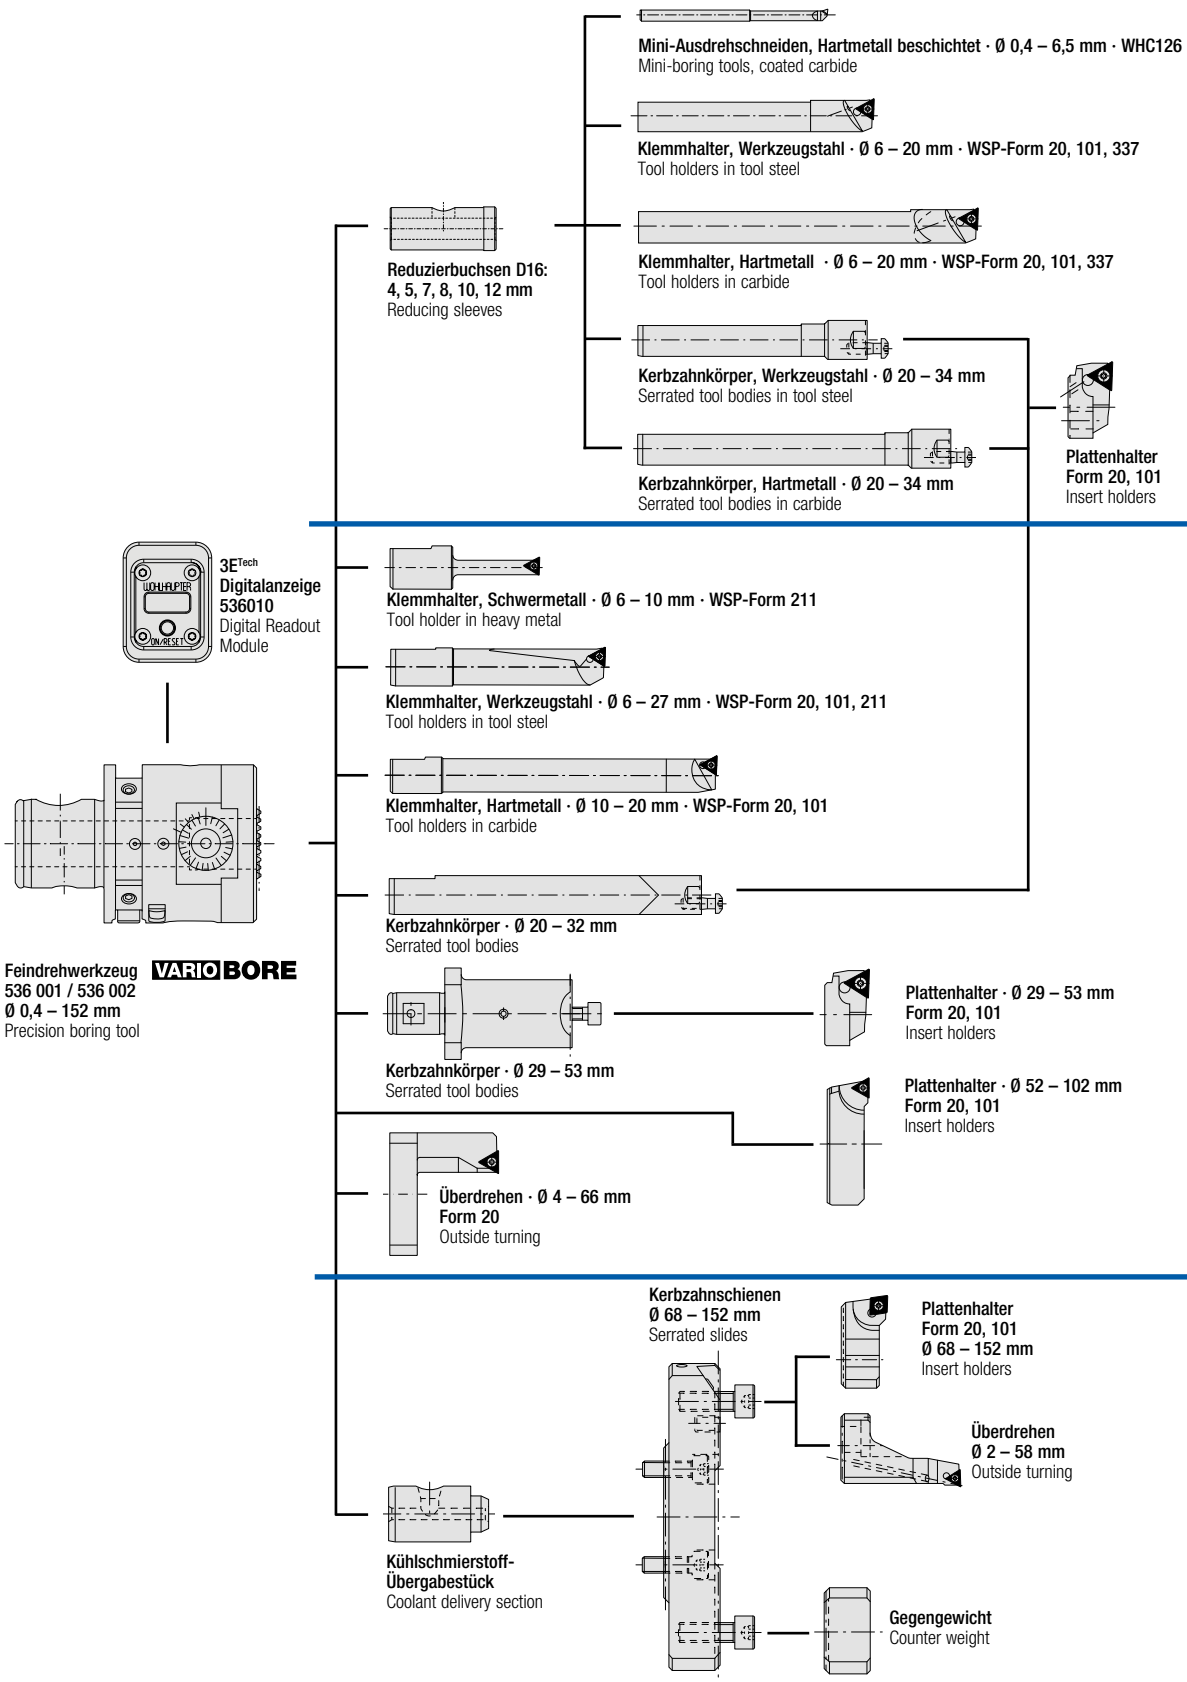 Mini-Ausdrehschneiden, Hartmetall beschichtet · Ø 0,4 – 6,5 mm · WHC126
Mini-boring tools, coated carbide
Klemmhalter, Werkzeugstahl · Ø 6 – 20 mm · WSP-Form 20, 101, 337
Tool holders in tool steel
Klemmhalter, Hartmetall · Ø 6 – 20 mm · WSP-Form 20, 101, 337
Tool holders in carbide
Reduzierbuchsen D16:
4, 5, 7, 8, 10, 12 mm
Reducing sleeves
Kerbzahnkörper, Werkzeugstahl · Ø 20 – 34 mm
Serrated tool bodies in tool steel
Kerbzahnkörper, Hartmetall · Ø 20 – 34 mm
Serrated tool bodies in carbide
Plattenhalter
Form 20, 101
Insert holders
WOHLHAUPTER
ON/RESET
3ETech
Digitalanzeige
536010
Digital Readout
Module
Klemmhalter, Schwermetall · Ø 6 – 10 mm · WSP-Form 211
Tool holder in heavy metal
Klemmhalter, Werkzeugstahl · Ø 6 – 27 mm · WSP-Form 20, 101, 211
Tool holders in tool steel
Klemmhalter, Hartmetall · Ø 10 – 20 mm · WSP-Form 20, 101
Tool holders in carbide
Kerbzahnkörper · Ø 20 – 32 mm
Serrated tool bodies
Feindrehwerkzeug
536 001 / 536 002
Ø 0,4 – 152 mm
Precision boring tool
VARIO BORE
Kerbzahnkörper · Ø 29 – 53 mm
Serrated tool bodies
Plattenhalter · Ø 29 – 53 mm
Form 20, 101
Insert holders
Plattenhalter · Ø 52 – 102 mm
Form 20, 101
Insert holders
Überdrehen · Ø 4 – 66 mm
Form 20
Outside turning
Kerbzahnschienen
Ø 68 – 152 mm
Serrated slides
Plattenhalter
Form 20, 101
Ø 68 – 152 mm
Insert holders
Überdrehen
Ø 2 – 58 mm
Outside turning
Kühlschmierstoff-
Übergabestück
Coolant delivery section
Gegengewicht
Counter weight